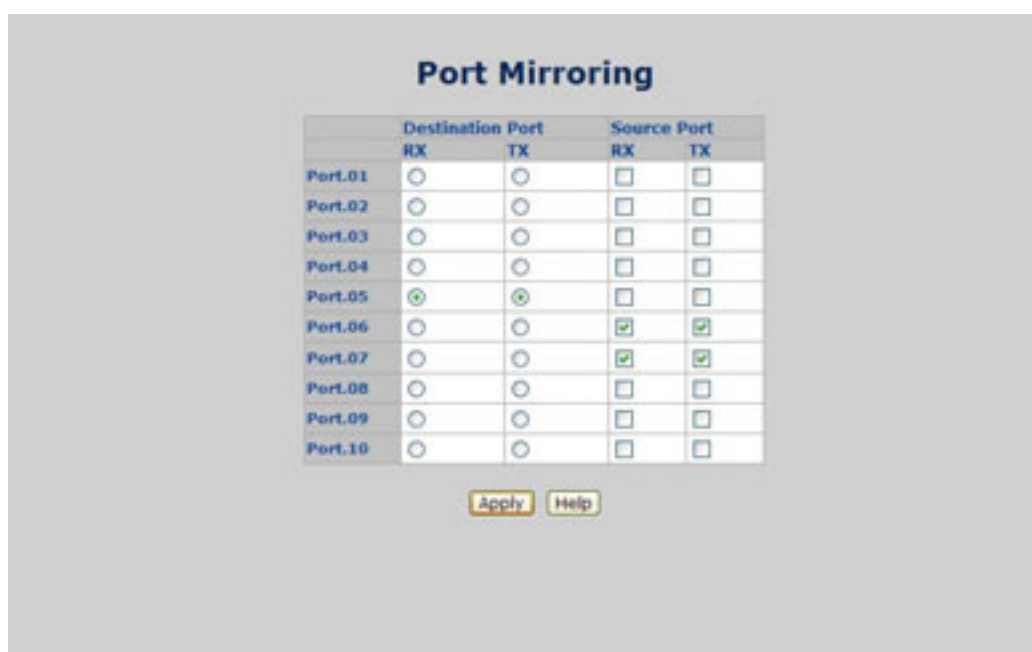 Port Mirroring
Destination Port Source Port
RX TX RX TX
Port.01
Port.02
Port.03
Port.04
Port.05
Port.06
Port.07
Port.08
Port.09
Port.10
Apply Help